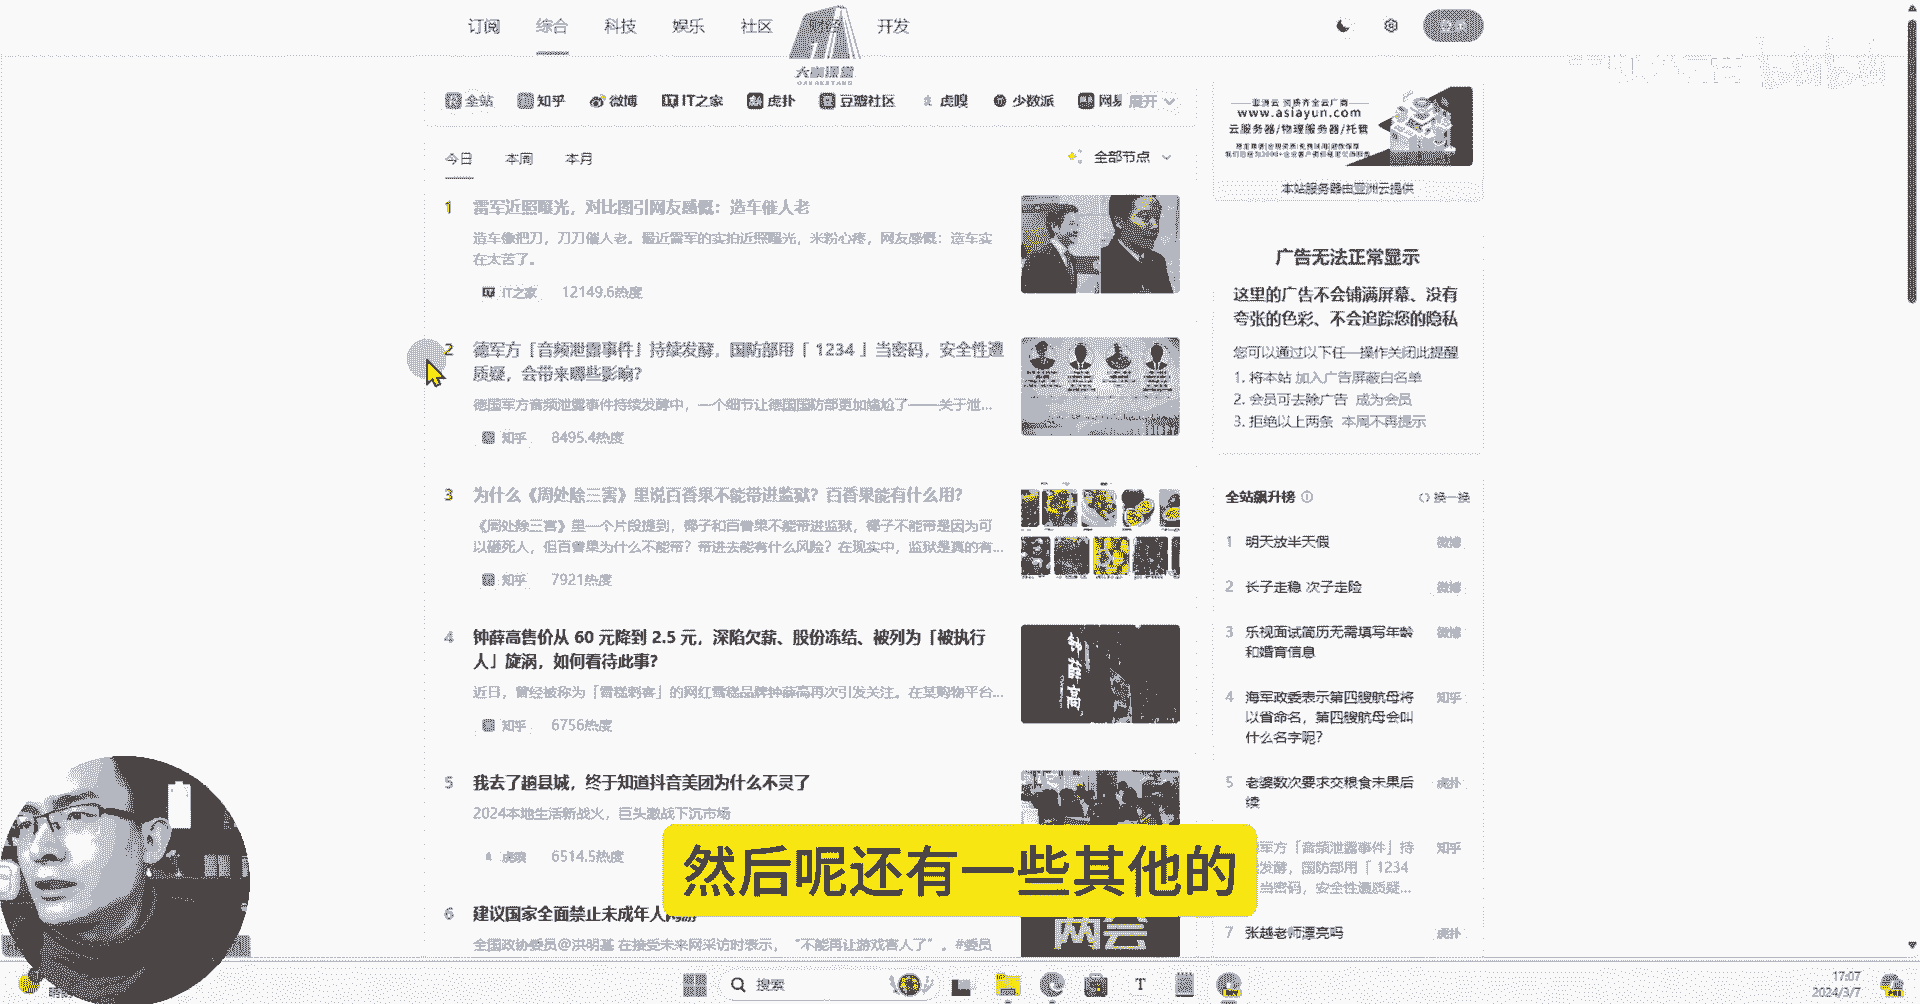 订阅 综合 科技 娱乐 社区 财经 开发
大咖课堂
全站 知乎 微博 IT之家 虎扑 豆瓣社区 虎嗅 少数派 网易 展开
今日 本周 本月 全部节点
1 雷军近照曝光，对比图引网友感慨：造车催人老
造车像把刀，刀刀催人老。最近雷军的实拍近照曝光，米粉心疼，网友感慨：造车实
在太苦了。
IT之家 12149.6热度
2 德军方「音频泄露事件」持续发酵，国防部用「 1234 」当密码，安全性遭
质疑，会带来哪些影响？
德国军方音频泄露事件持续发酵中，一个细节让德国国防部更加尴尬了——关于泄...
知乎 8495.4热度
3 为什么《周处除三害》里说百香果不能带进监狱？百香果能有什么用？
《周处除三害》里一个片段提到，椰子和百香果不能带进监狱，椰子不能带是因为可
以砸死人，但百香果为什么不能带？带进去能有什么风险？在现实中，监狱是真的有...
知乎 7921热度
4 钟薛高售价从 60 元降到 2.5 元，深陷欠薪、股份冻结、被列为「被执行
人」旋涡，如何看待此事？
近日，曾经被称为「雪糕刺客」的网红雪糕品牌钟薛高再次引发关注。在某购物平台...
知乎 6756热度
钟薛高
5 我去了趟县城，终于知道抖音美团为什么不灵了
2024本地生活新战火，巨头激战下沉市场
虎嗅 6514.5热度
6 建议国家全面禁止未成年人网游
全国政协委员@洪明基 在接受未来网采访时表示，“不能再让游戏害人了”。#委员
两会
亚洲云 资质齐全云厂商
www.asiayun.com
云服务器/物理服务器/托管
本站服务器由亚洲云提供
广告无法正常显示
这里的广告不会铺满屏幕、没有
夸张的色彩、不会追踪您的隐私
您可以通过以下任一操作关闭此提醒
1. 将本站 加入广告屏蔽白名单
2. 会员可去除广告 成为会员
3. 拒绝以上两条 本周不再提示
全站飙升榜 换一换
1 明天放半天假 微博
2 长子走稳 次子走险 微博
3 乐视面试简历无需填写年龄
和婚育信息 微博
4 海军政委表示第四艘航母将
以省命名，第四艘航母会叫
什么名字呢？ 知乎
5 老婆数次要求交粮食未果后
续 虎扑
军方「音频泄露事件」持
发酵，国防部用「 1234
」当密码，安全性遭质疑... 知乎
7 张越老师漂亮吗 虎扑
然后呢还有一些其他的
搜索
17:07
2024/3/7